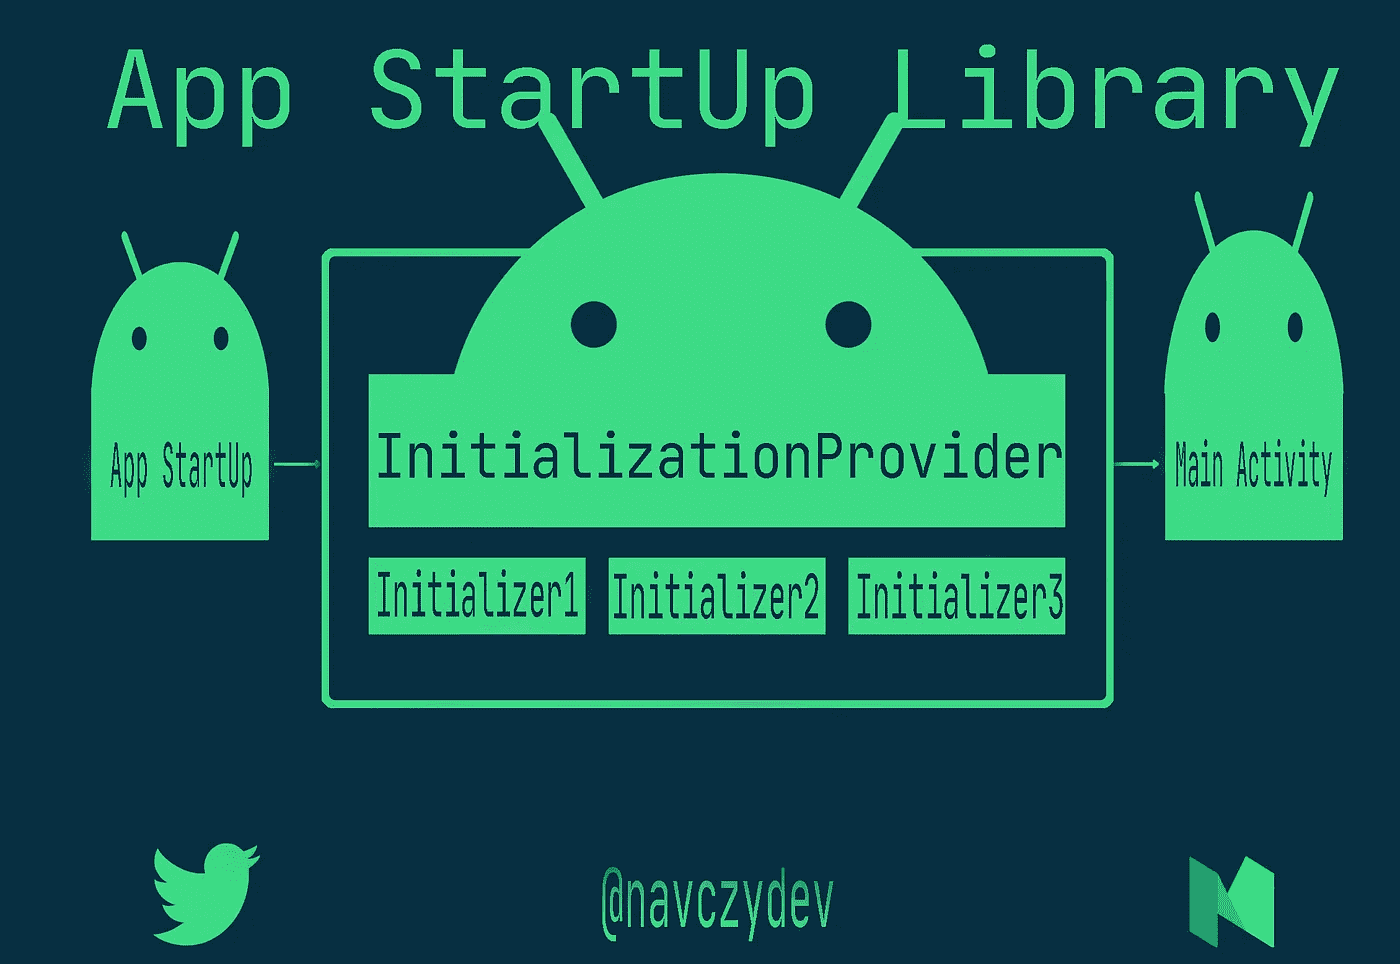 App StartUp Library
App StartUp
InitializationProvider
Main Activity
Initializer1
Initializer2
Initializer3
@navczydev